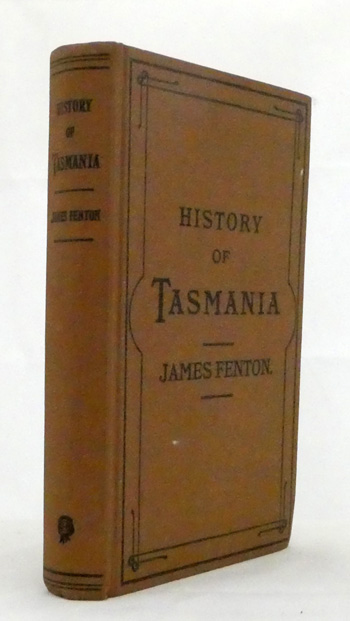 HISTORY
OF
TASMANIA
JAMES FENTON
HISTORY
OF
TASMANIA
JAMES FENTON.